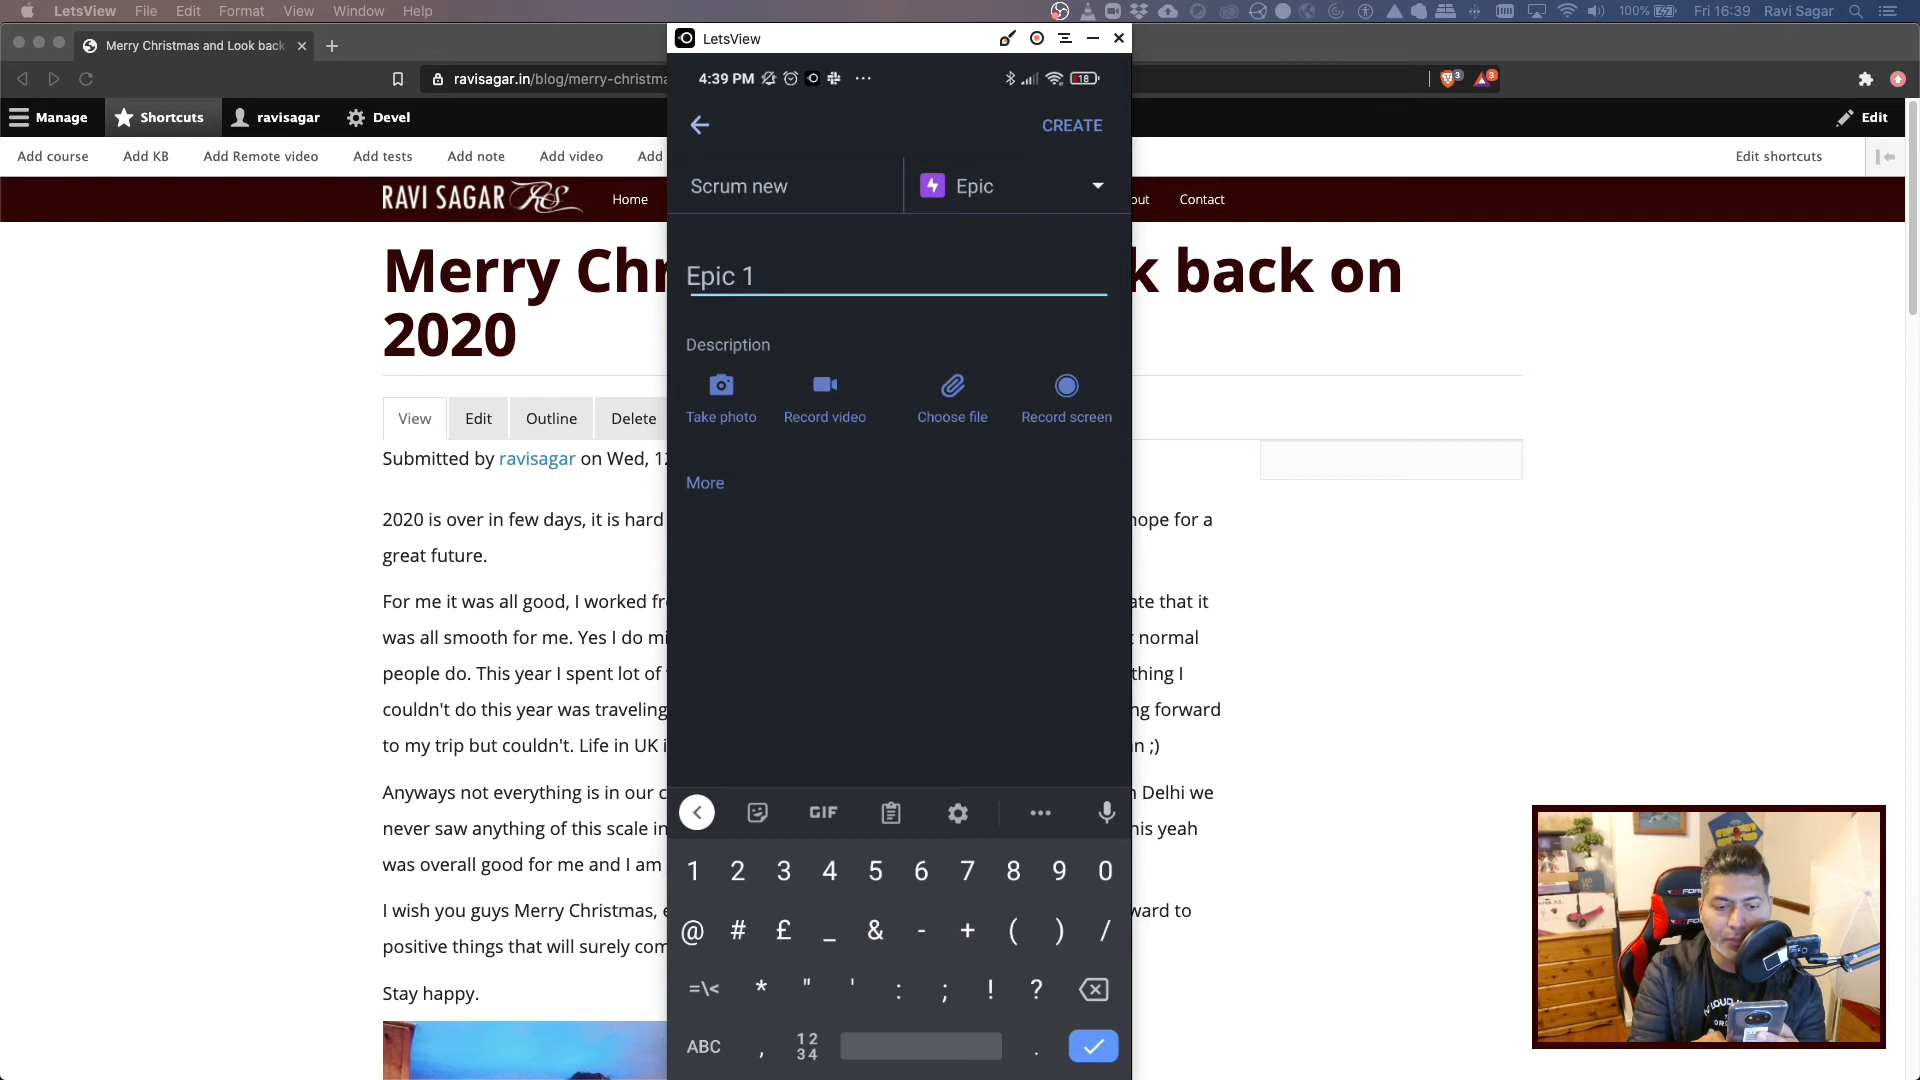 LetsView File Edit Format View Window Help 100% Fri 16:39 Ravi Sagar
Merry Christmas and Look back
ravisagar.in/blog/merry-christma
3 3
Manage Shortcuts ravisagar Devel Edit
Add course Add KB Add Remote video Add tests Add note Add video Add Edit shortcuts
RAVI SAGAR RS Home out Contact
Merry Chr k back on
2020
View Edit Outline Delete
Submitted by ravisagar on Wed, 12
2020 is over in few days, it is hard hope for a
great future.
For me it was all good, I worked fr ate that it
was all smooth for me. Yes I do mi t normal
people do. This year I spent lot of thing I
couldn't do this year was traveling ng forward
to my trip but couldn't. Life in UK i n ;)
Anyways not everything is in our c n Delhi we
never saw anything of this scale in his yeah
was overall good for me and I am
I wish you guys Merry Christmas, e ward to
positive things that will surely com
Stay happy.
LetsView
4:39 PM 18
CREATE
Scrum new Epic
Epic 1
Description
Take photo Record video Choose file Record screen
More
GIF
1 2 3 4 5 6 7 8 9 0
@ # £ _ & - + ( ) /
=\< * " ' : ; ! ?
ABC , 12
34 .